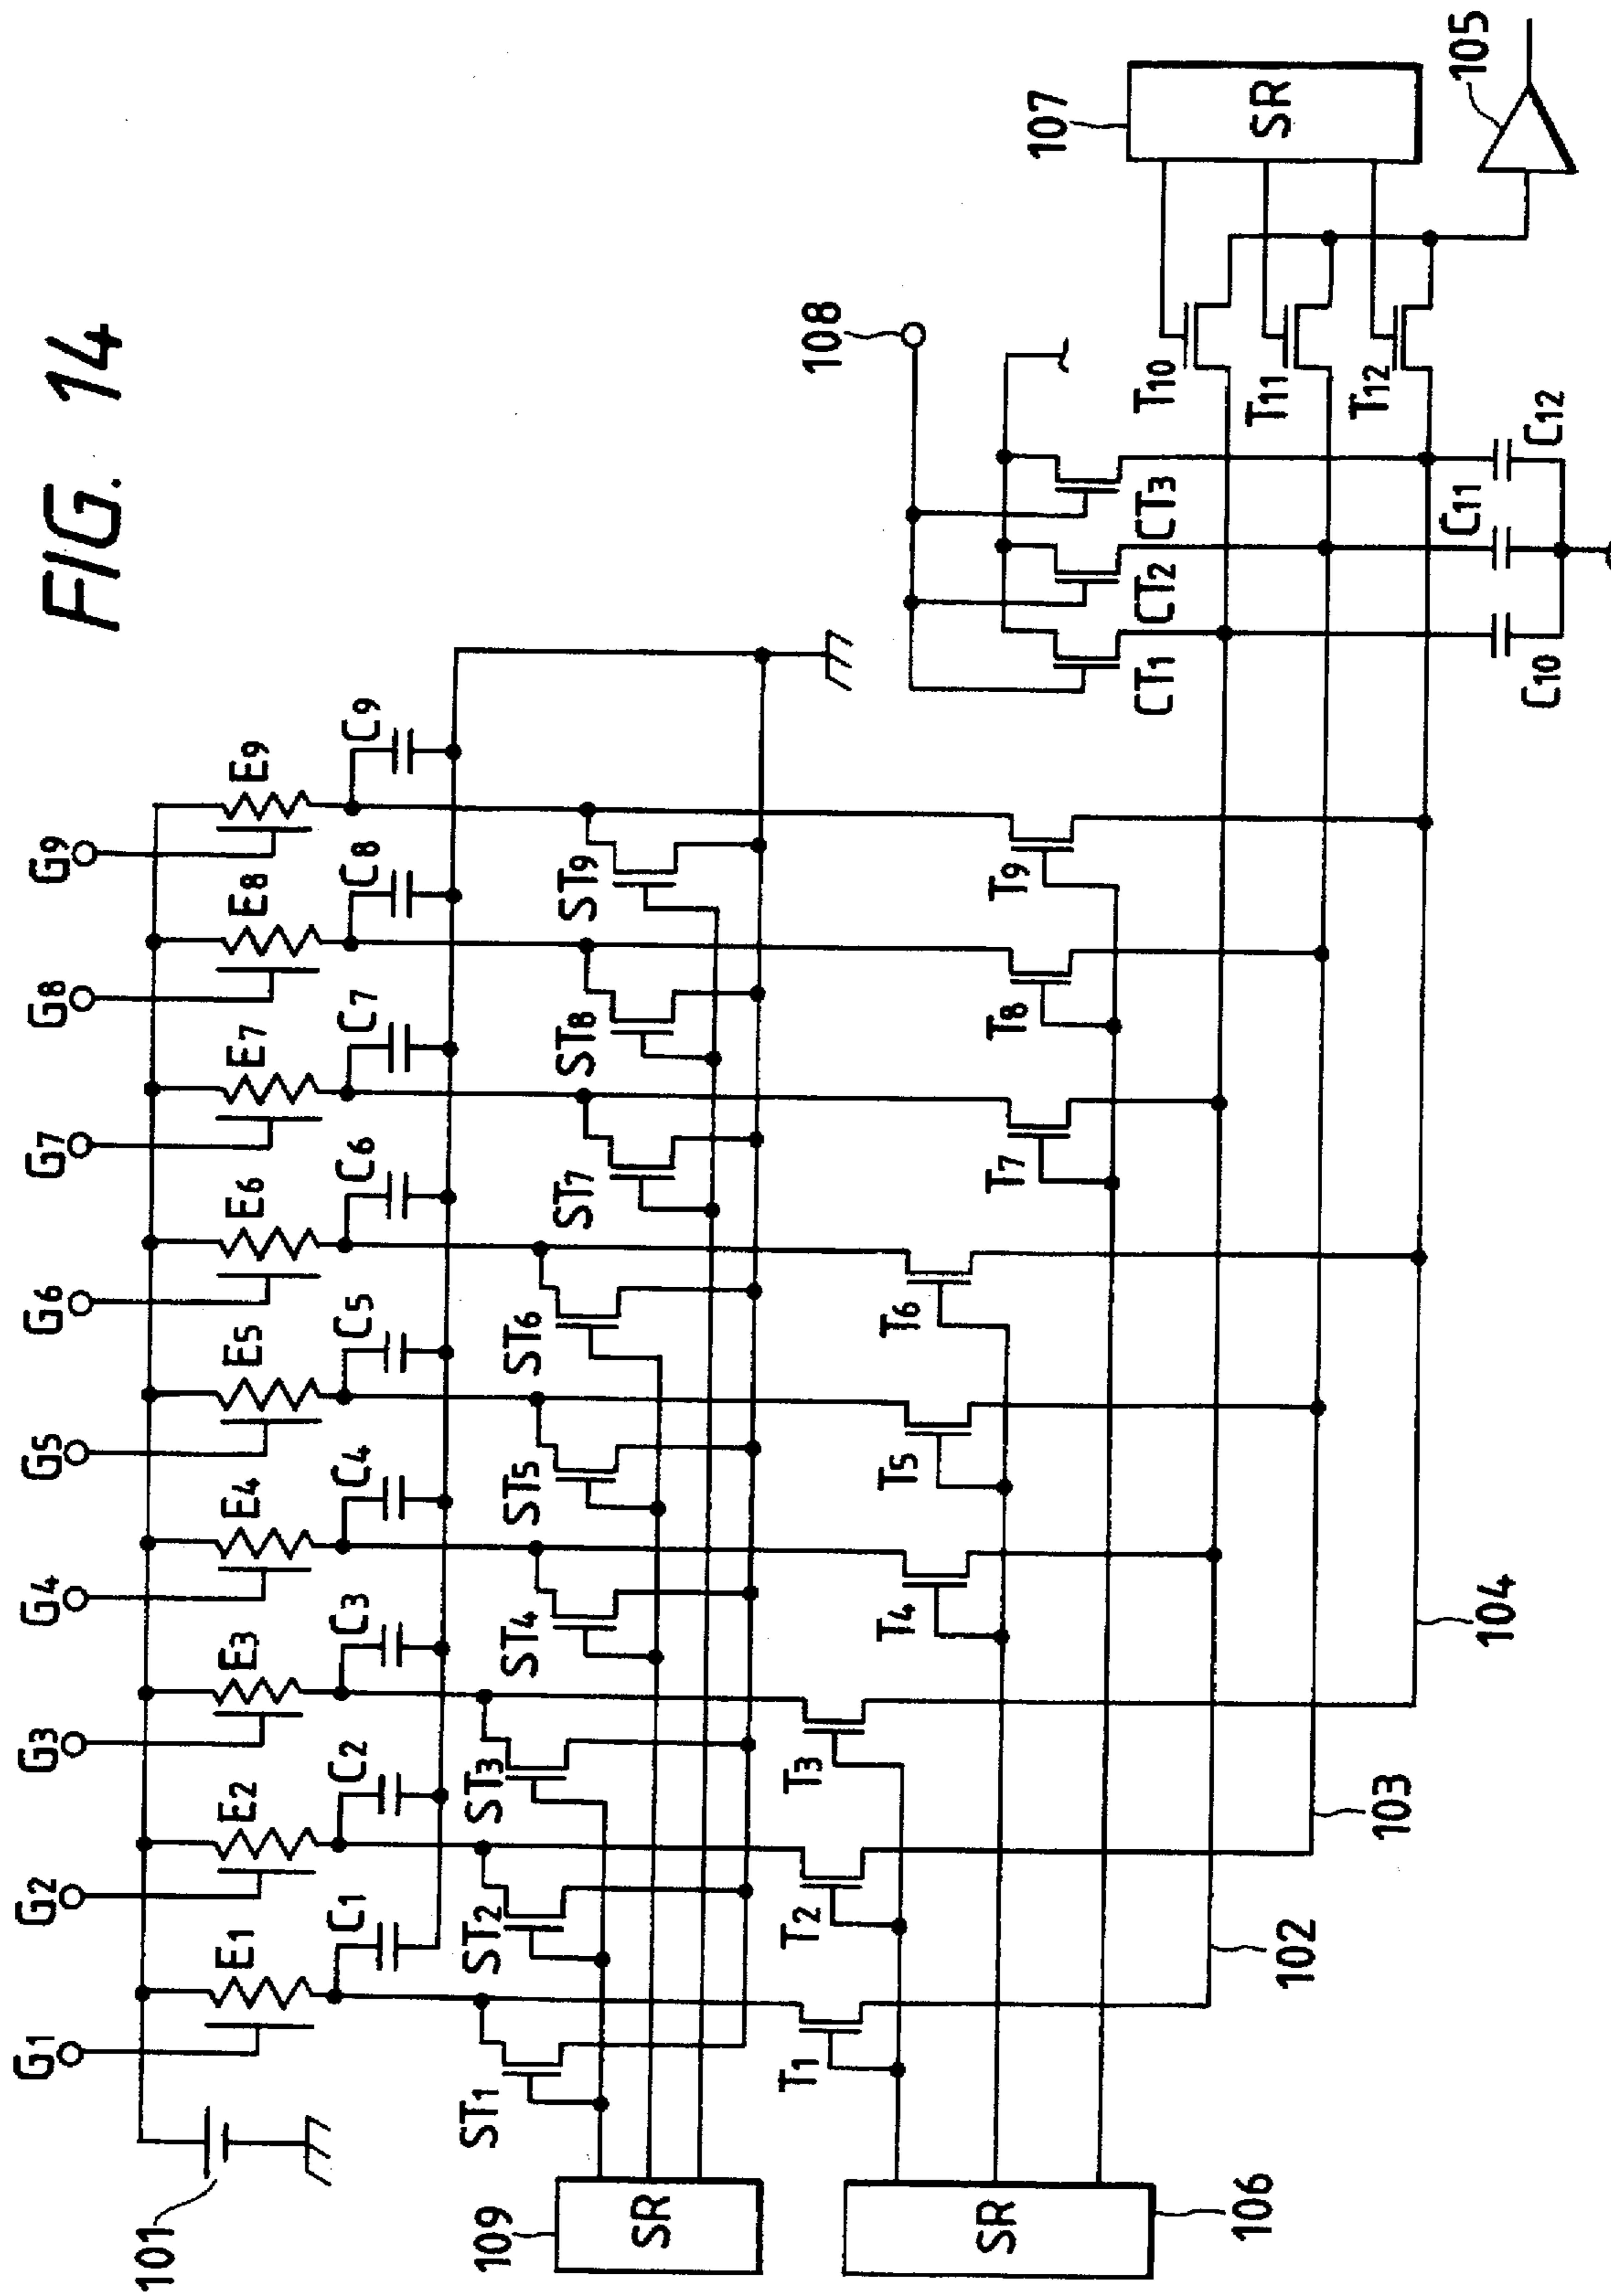 FIG. 14
G1
G2
G3
G4
G5
G6
G7
G8
G9
E1
E2
E3
E4
E5
E6
E7
E8
E9
C1
C2
C3
C4
C5
C6
C7
C8
C9
101
ST1
ST2
ST3
ST4
ST5
ST6
ST7
ST8
ST9
109
SR
T1
T2
T3
T4
T5
T6
T7
T8
T9
106
SR
102
103
104
108
CT1
CT2
CT3
C10
C11
C12
T10
T11
T12
107
SR
105